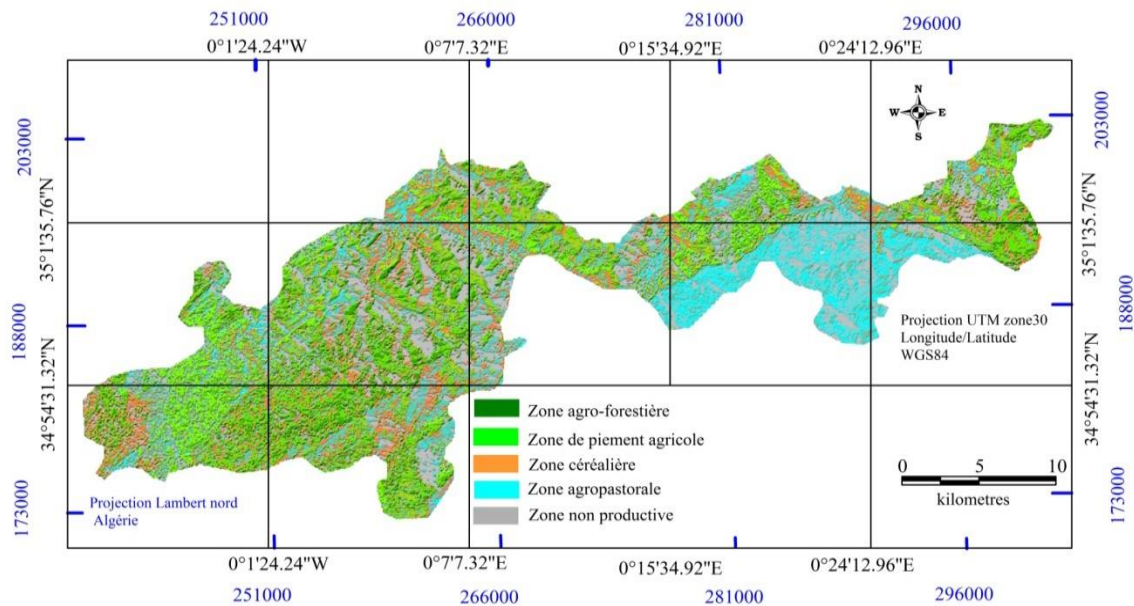 251000 266000 281000 296000
0°1'24.24"W 0°7'7.32"E 0°15'34.92"E 0°24'12.96"E
N
W E
S
203000
203000
35°1'35.76"N
35°1'35.76"N
188000
188000
Projection UTM zone30
Longitude/Latitude
WGS84
34°54'31.32"N
34°54'31.32"N
Zone agro-forestière
Zone de piement agricole
Zone céréalière
Zone agropastorale
Zone non productive
0 5 10
kilometres
Projection Lambert nord
Algérie
173000
173000
0°1'24.24"W 0°7'7.32"E 0°15'34.92"E 0°24'12.96"E
251000 266000 281000 296000